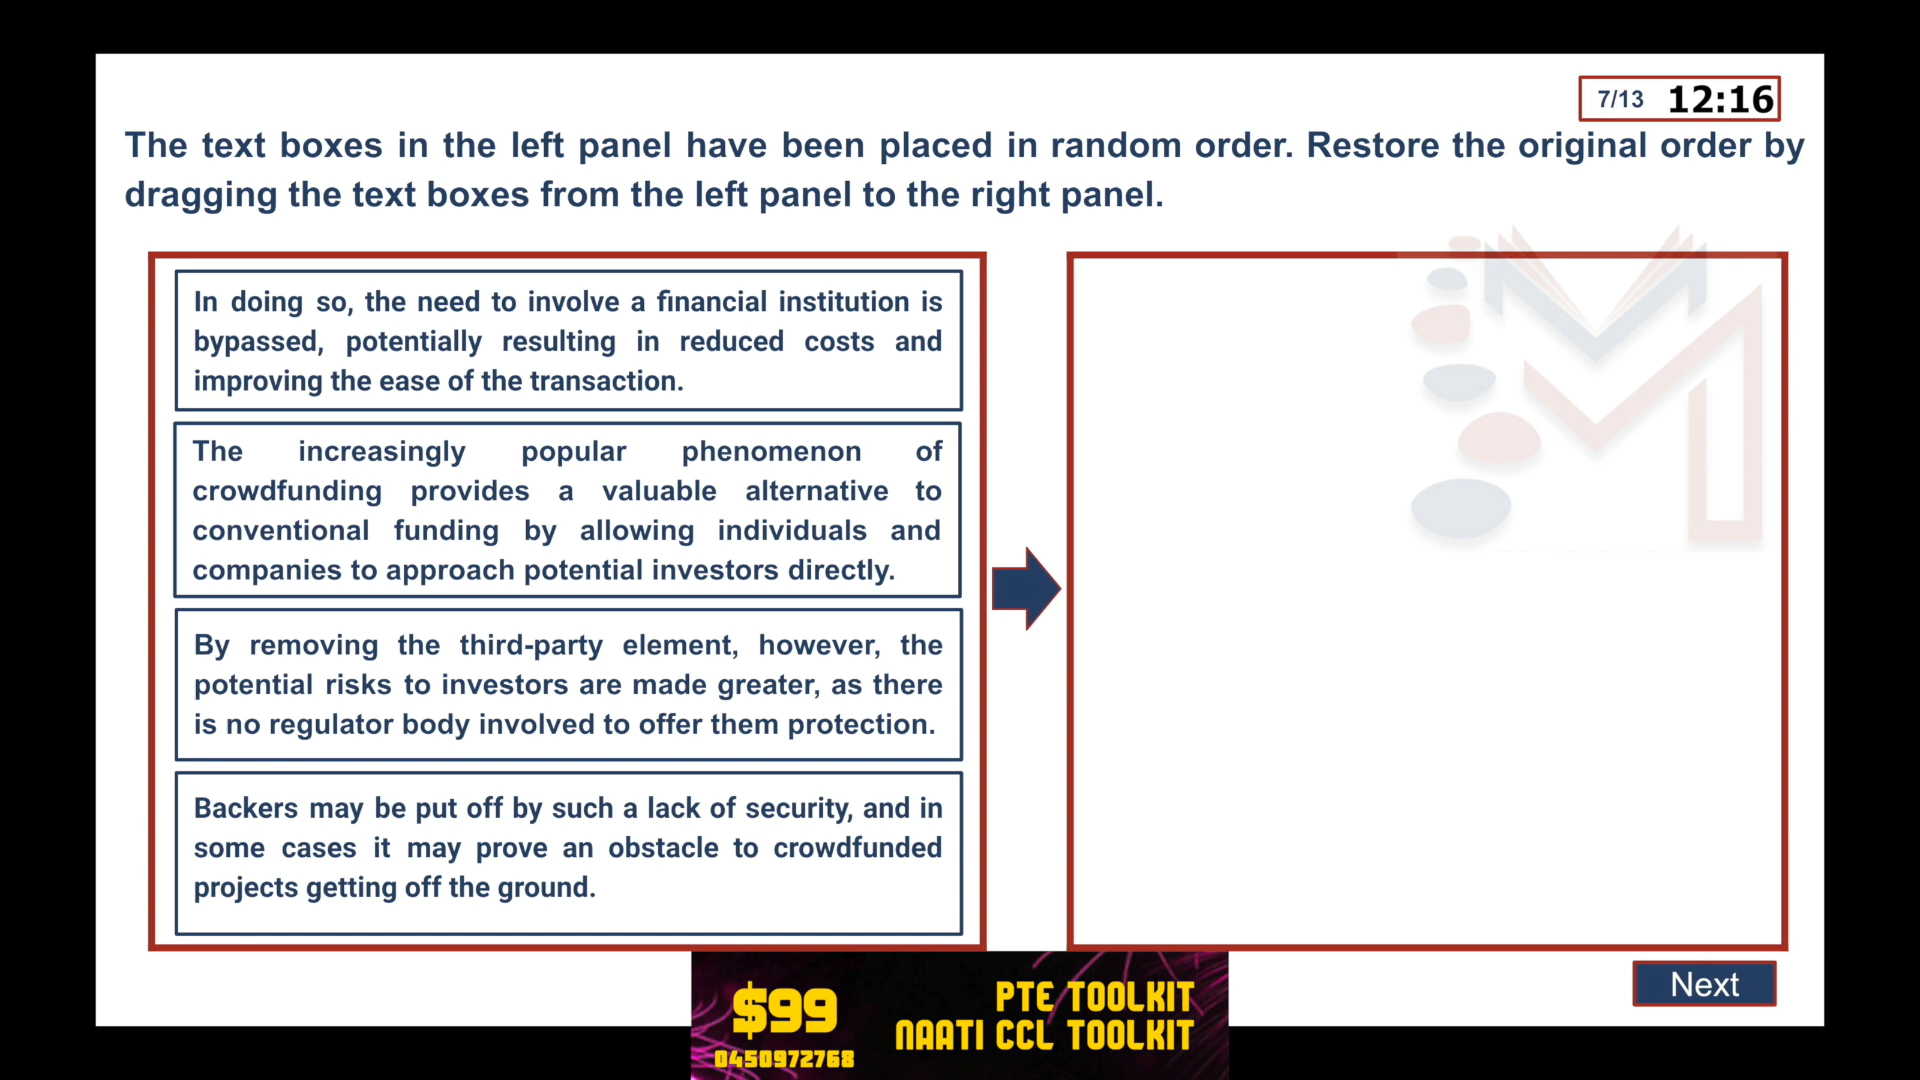 7/13 12:16
The text boxes in the left panel have been placed in random order. Restore the original order by
dragging the text boxes from the left panel to the right panel.
In doing so, the need to involve a financial institution is
bypassed, potentially resulting in reduced costs and
improving the ease of the transaction.
The increasingly popular phenomenon of
crowdfunding provides a valuable alternative to
conventional funding by allowing individuals and
companies to approach potential investors directly.
By removing the third-party element, however, the
potential risks to investors are made greater, as there
is no regulator body involved to offer them protection.
Backers may be put off by such a lack of security, and in
some cases it may prove an obstacle to crowdfunded
projects getting off the ground.
Next
$99
0450972768
PTE TOOLKIT
NAATI CCL TOOLKIT